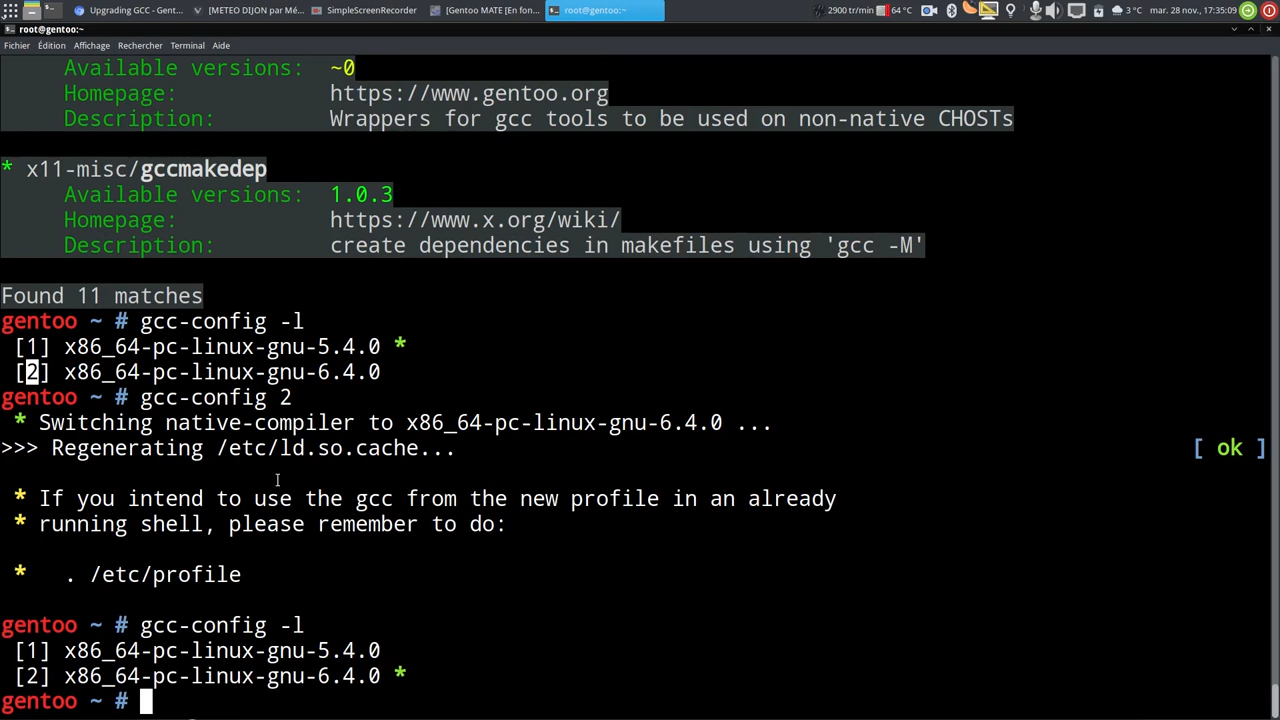 Upgrading GCC - Gent...
[METEO DIJON par Mé...
SimpleScreenRecorder
[Gentoo MATE [En fon...
root@gentoo:~
2900 tr/min
64 °C
3 °C
mar. 28 nov., 17:35:09
root@gentoo:~
Fichier Édition Affichage Rechercher Terminal Aide
Available versions: ~0
Homepage: https://www.gentoo.org
Description: Wrappers for gcc tools to be used on non-native CHOSTs
* x11-misc/gccmakedep
Available versions: 1.0.3
Homepage: https://www.x.org/wiki/
Description: create dependencies in makefiles using 'gcc -M'
Found 11 matches
gentoo ~ # gcc-config -l
[1] x86_64-pc-linux-gnu-5.4.0 *
[2] x86_64-pc-linux-gnu-6.4.0
gentoo ~ # gcc-config 2
* Switching native-compiler to x86_64-pc-linux-gnu-6.4.0 ...
>>> Regenerating /etc/ld.so.cache... [ ok ]
* If you intend to use the gcc from the new profile in an already
* running shell, please remember to do:
* . /etc/profile
gentoo ~ # gcc-config -l
[1] x86_64-pc-linux-gnu-5.4.0
[2] x86_64-pc-linux-gnu-6.4.0 *
gentoo ~ #